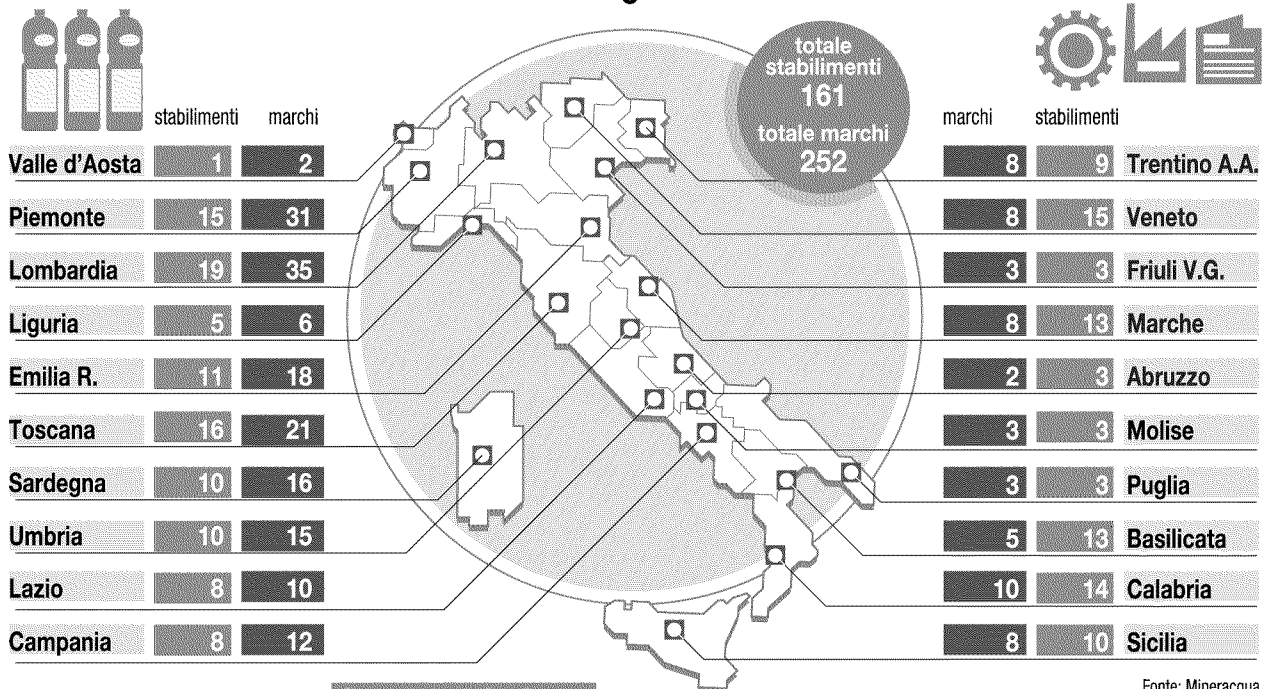 totale
stabilimenti
161
totale marchi
252
stabilimenti marchi
Valle d'Aosta 1 2
Piemonte 15 31
Lombardia 19 35
Liguria 5 6
Emilia R. 11 18
Toscana 16 21
Sardegna 10 16
Umbria 10 15
Lazio 8 10
Campania 8 12
marchi stabilimenti
8 9 Trentino A.A.
8 15 Veneto
3 3 Friuli V.G.
8 13 Marche
2 3 Abruzzo
3 3 Molise
3 3 Puglia
5 13 Basilicata
10 14 Calabria
8 10 Sicilia
Fonte: Mineracqua